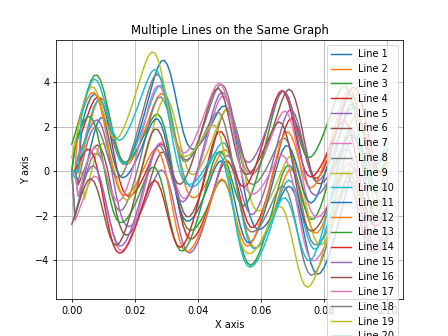 Multiple Lines on the Same Graph
Y axis
4
2
0
−2
−4
0.00
0.02
0.04
0.06
X axis
Line 1
Line 2
Line 3
Line 4
Line 5
Line 6
Line 7
Line 8
Line 9
Line 10
Line 11
Line 12
Line 13
Line 14
Line 15
Line 16
Line 17
Line 18
Line 19
Line 20